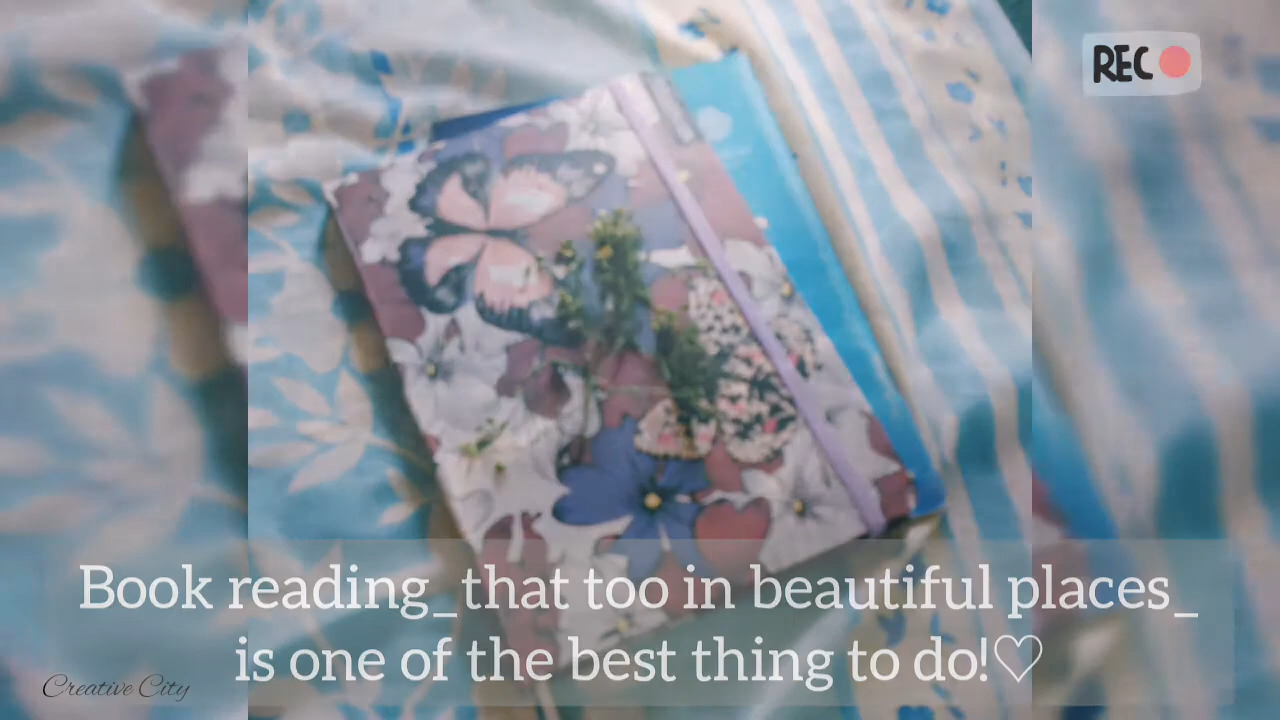 REC
Book reading_that too in beautiful places_
is one of the best thing to do!♡
Creative City